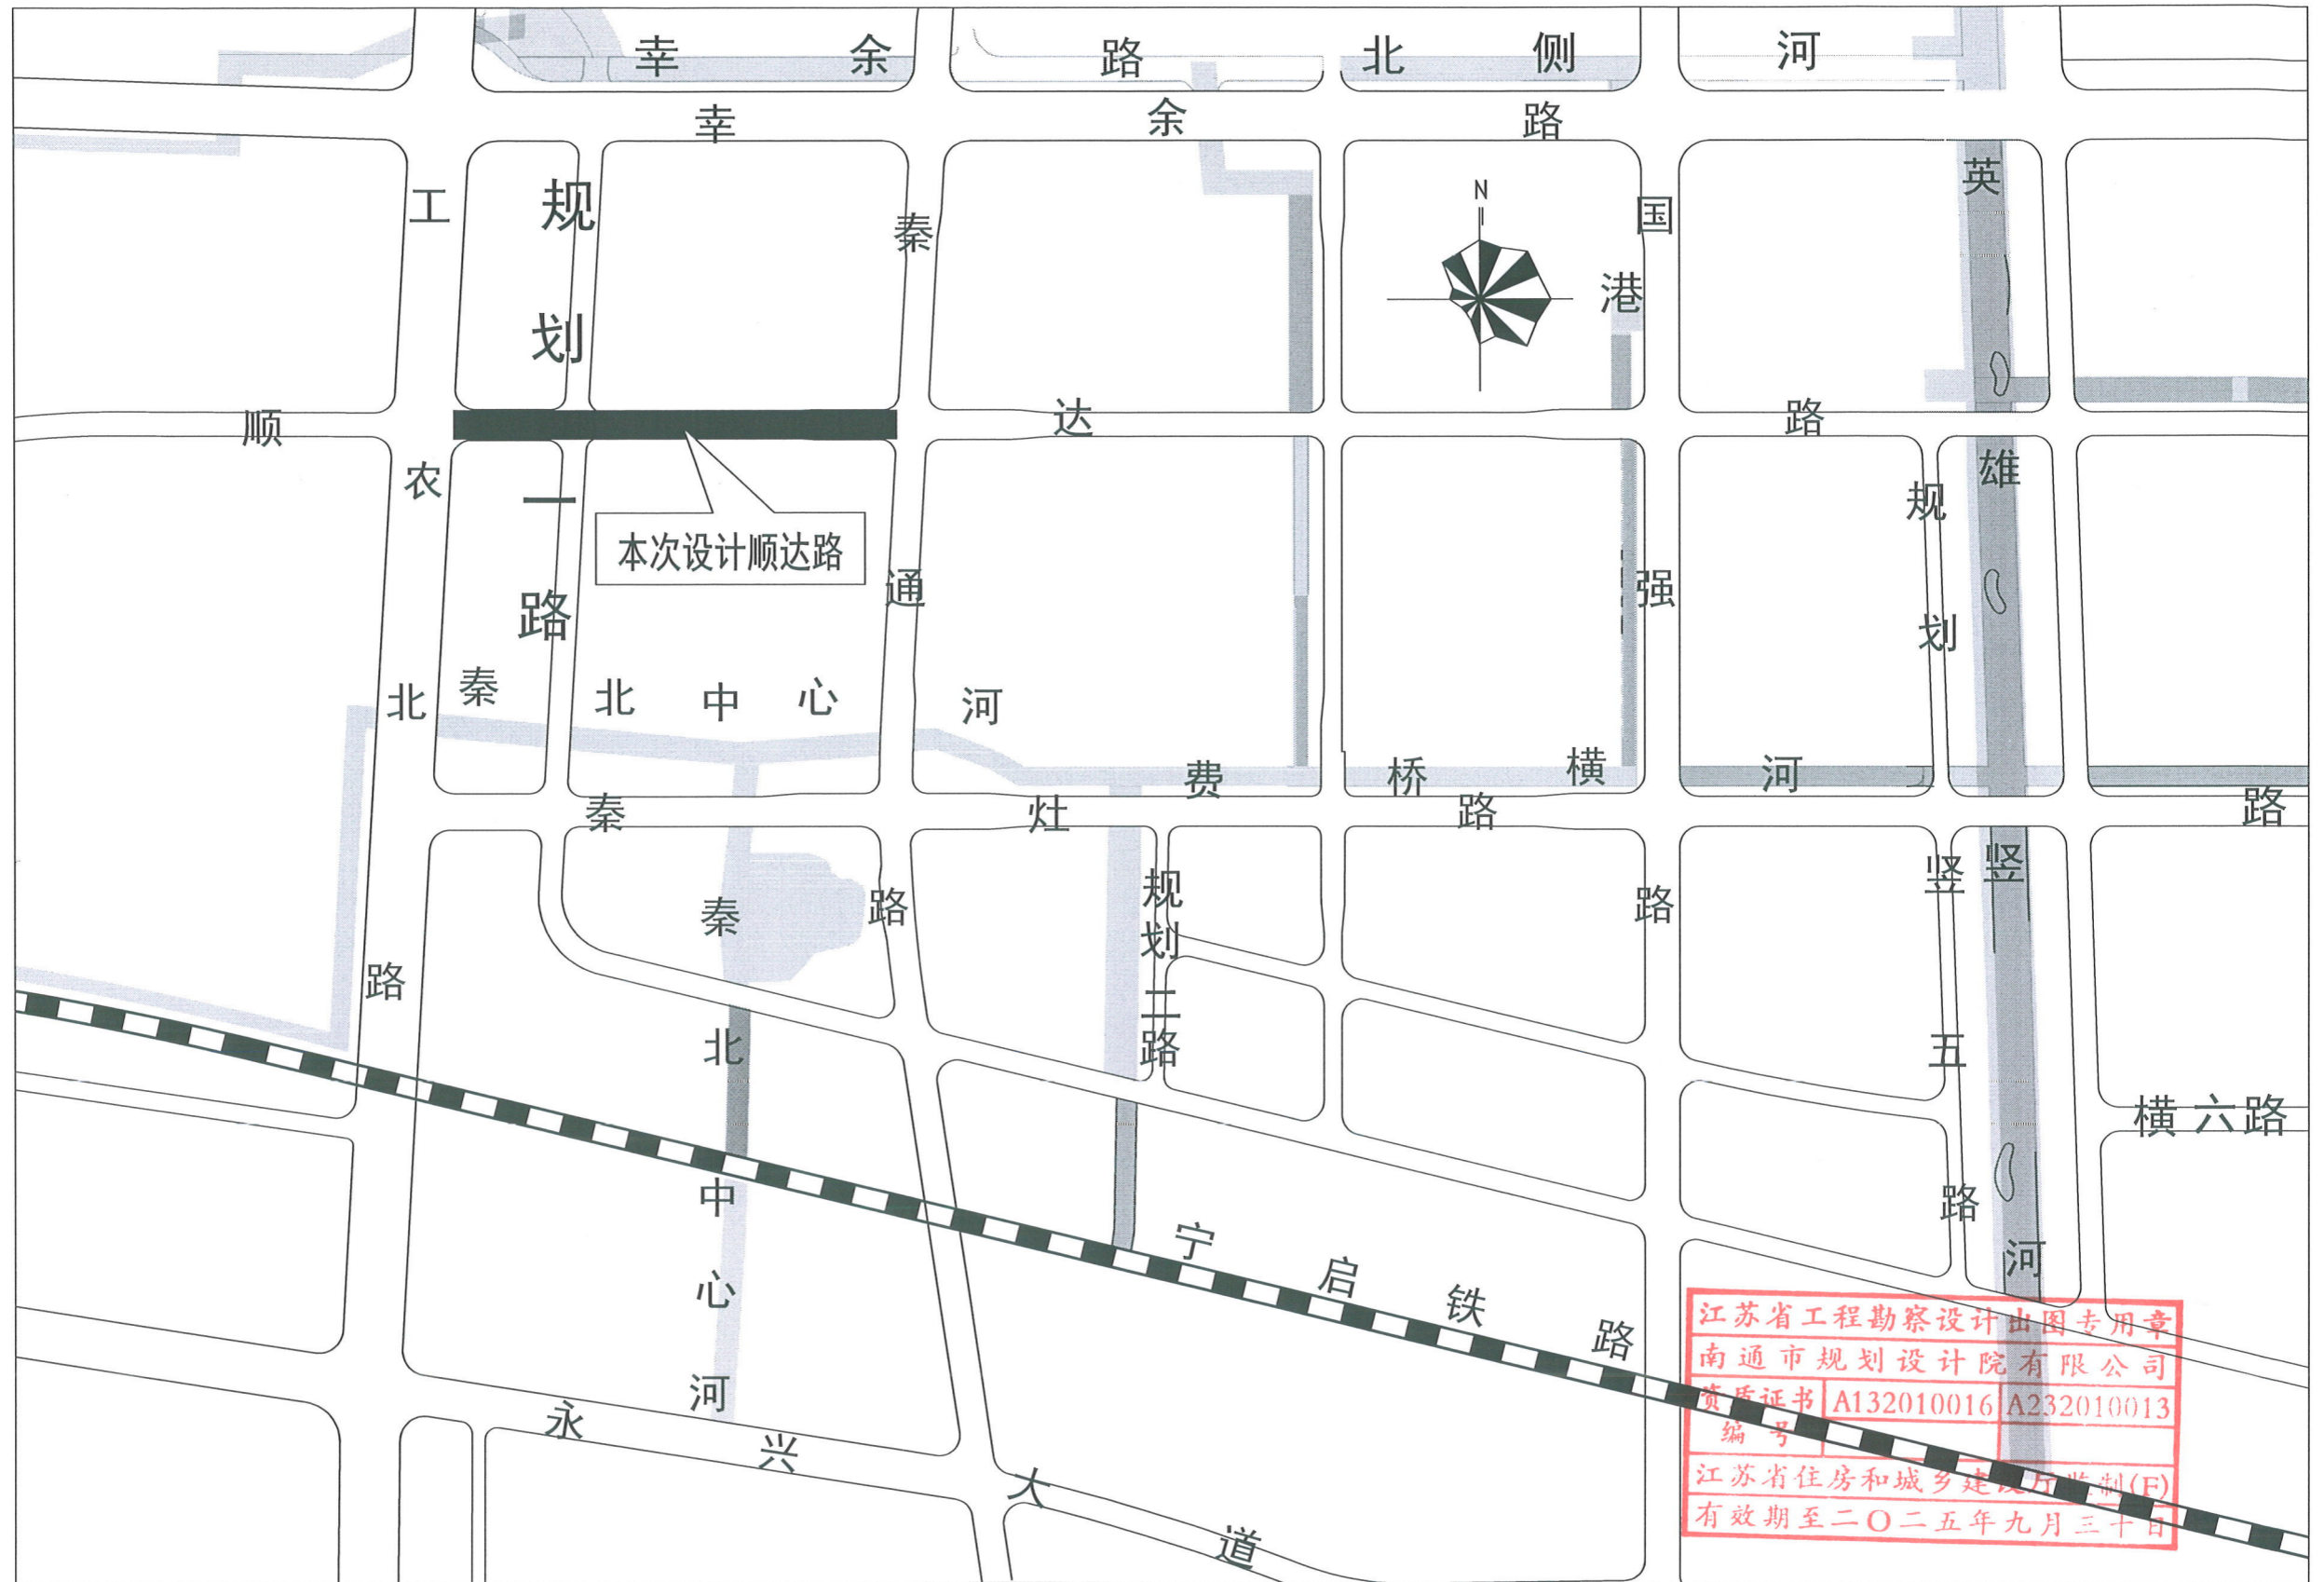 幸余路北侧河
幸余路
工农北路
规划一路
秦通路
N
国强路
港
英雄竖河
顺达路
本次设计顺达路
规划
竖五路
秦北中心河
费桥横河
秦灶路
路
秦北中心河
规划二路
横六路
宁启铁路
永兴大道
江苏省工程勘察设计出图专用章
南通市规划设计院有限公司
资质证书
编号
A132010016
A232010013
江苏省住房和城乡建设厅监制(F)
有效期至二〇二五年九月三十日